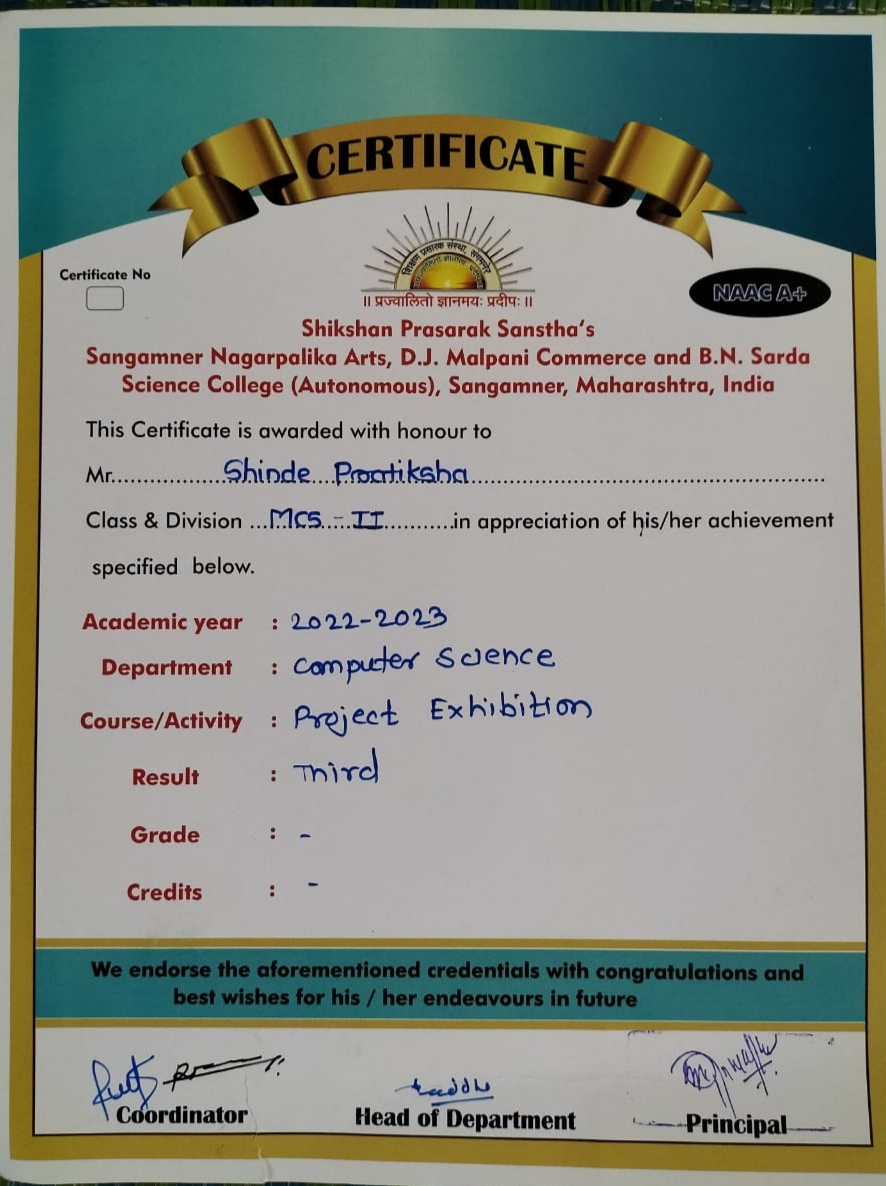 CERTIFICATE
शिक्षण प्रसारक संस्था, संगमनेर
Certificate No
NAAC A+
॥ प्रज्वालितो ज्ञानमयः प्रदीपः ॥
Shikshan Prasarak Sanstha's
Sangamner Nagarpalika Arts, D.J. Malpani Commerce and B.N. Sarda
Science College (Autonomous), Sangamner, Maharashtra, India
This Certificate is awarded with honour to
Mr. Shinde Pratiksha
Class & Division ... MCS - II ... in appreciation of his/her achievement
specified below.
Academic year : 2022-2023
Department : Computer Science
Course/Activity : Project Exhibition
Result : Third
Grade : -
Credits : -
We endorse the aforementioned credentials with congratulations and
best wishes for his / her endeavours in future
Coordinator
Head of Department
Principal